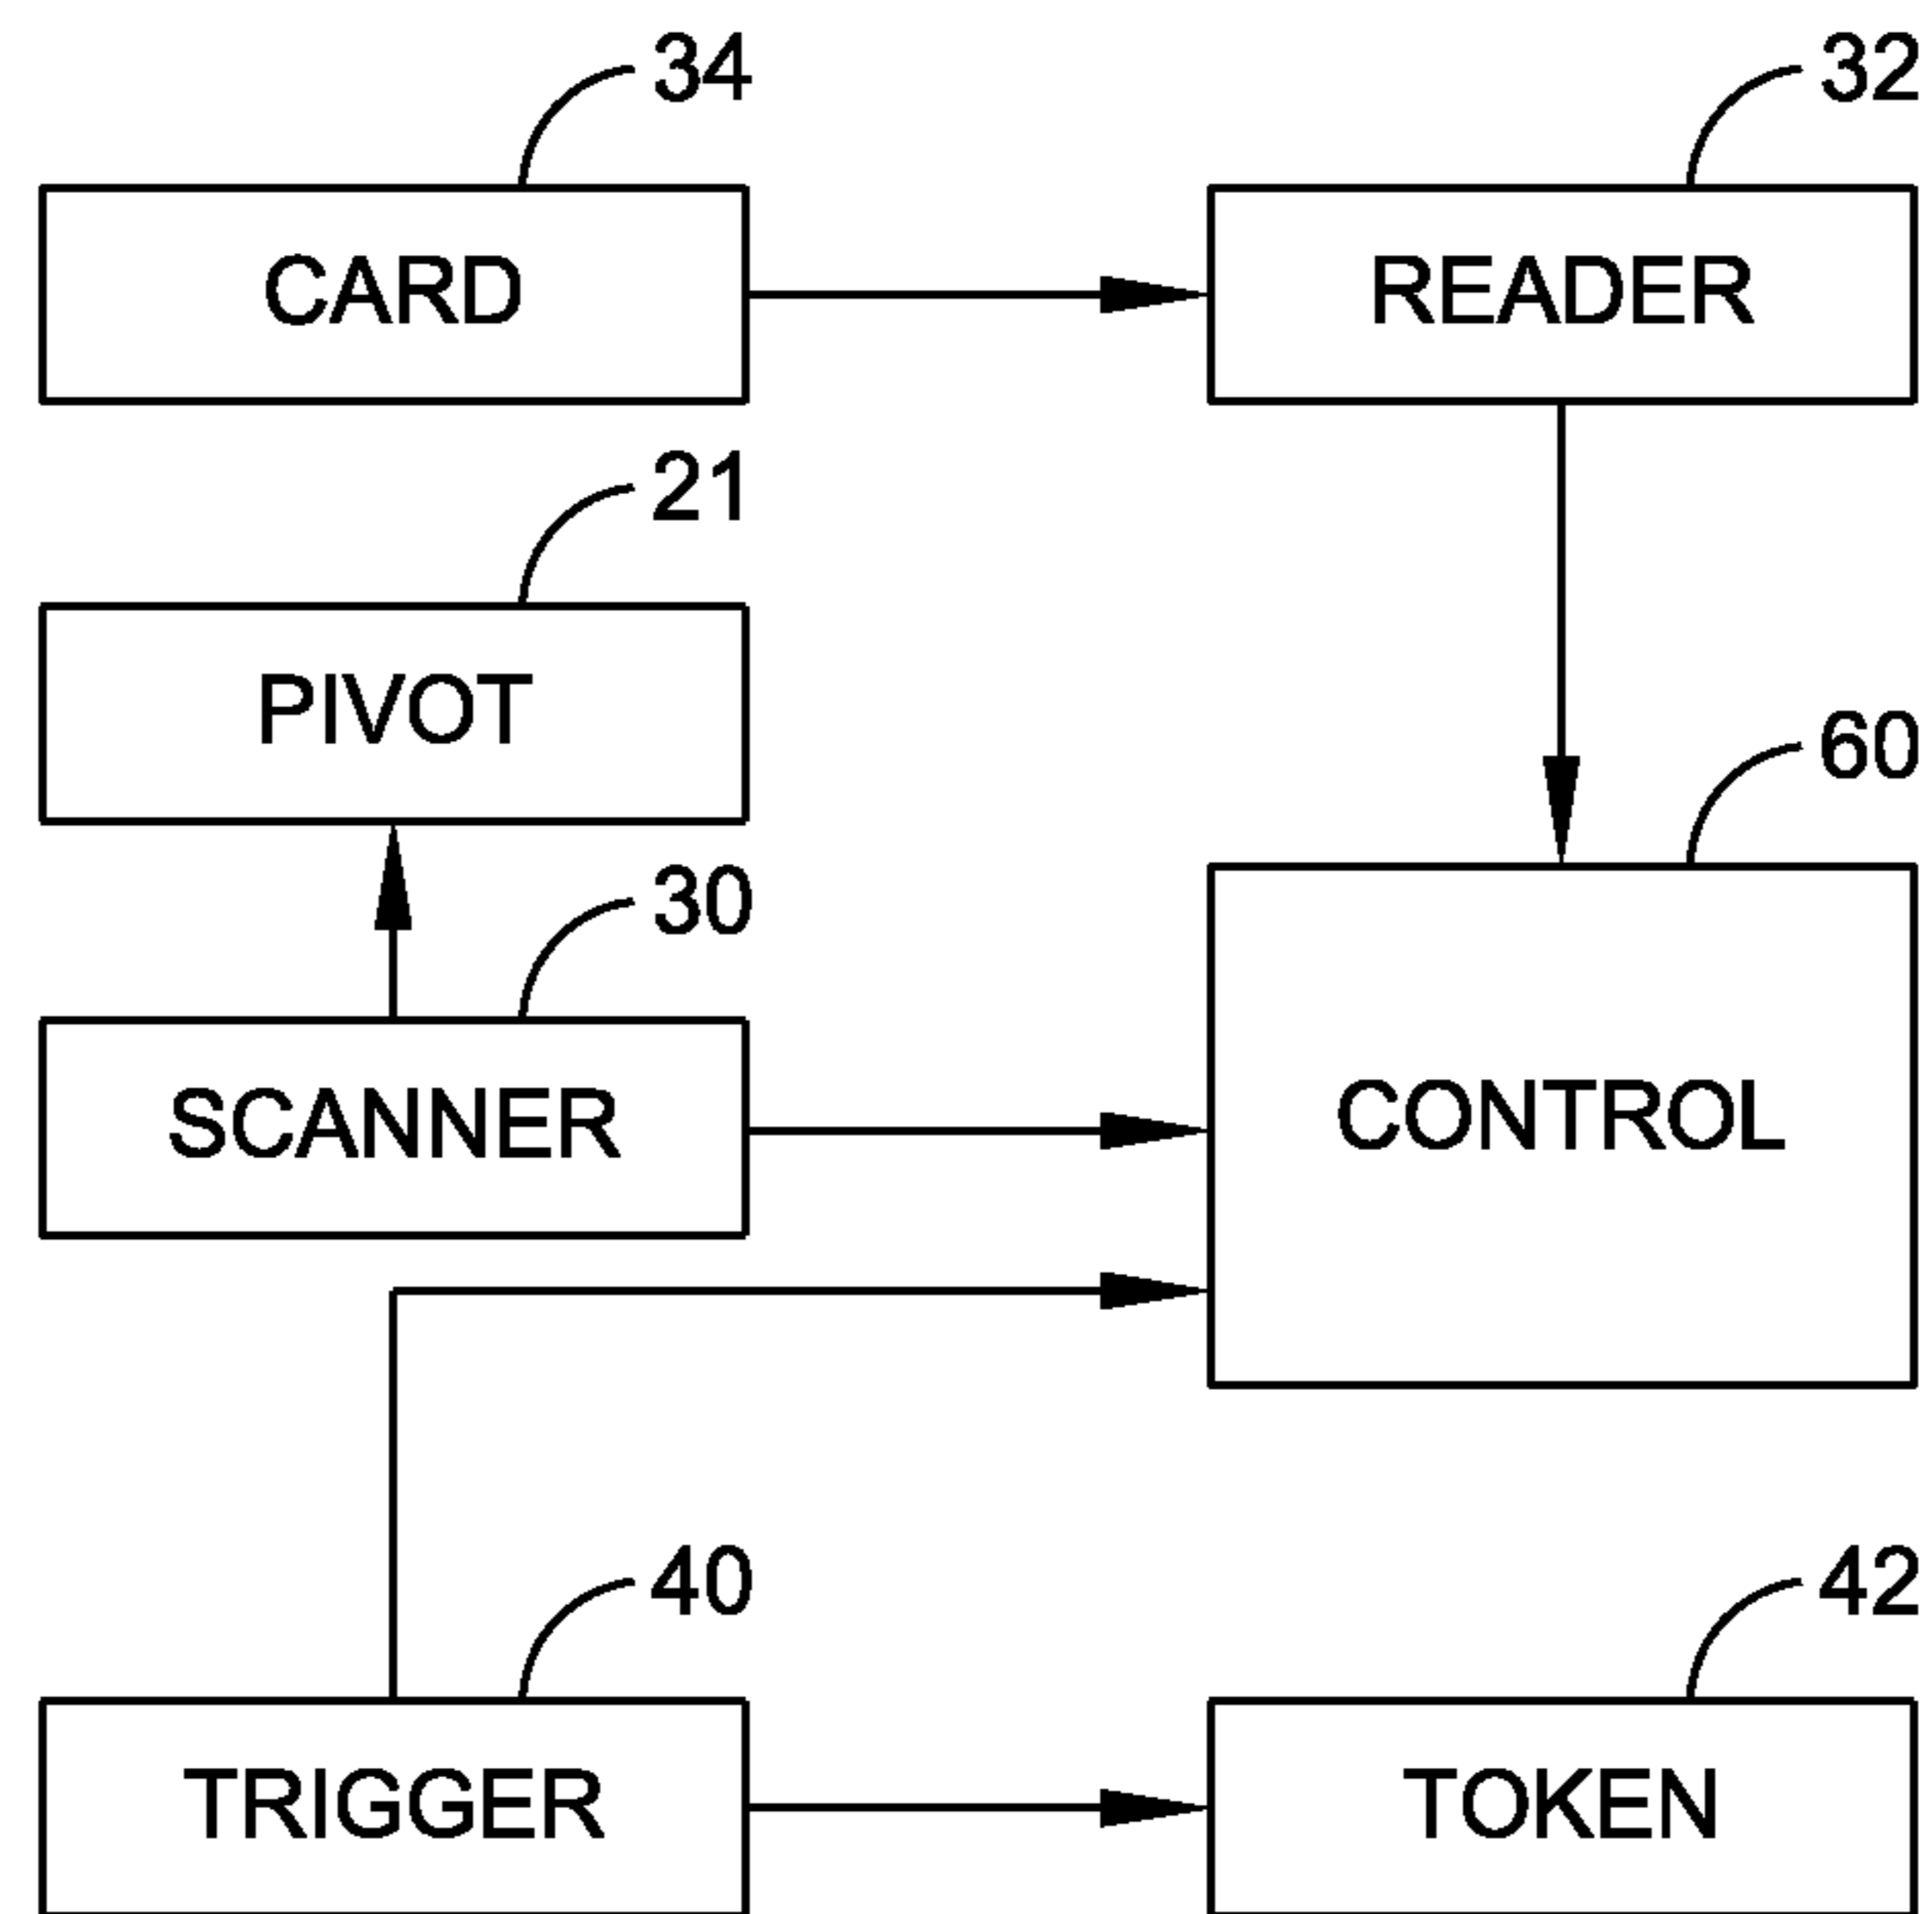 34
32
CARD
READER
21
PIVOT
60
30
SCANNER
CONTROL
40
42
TRIGGER
TOKEN